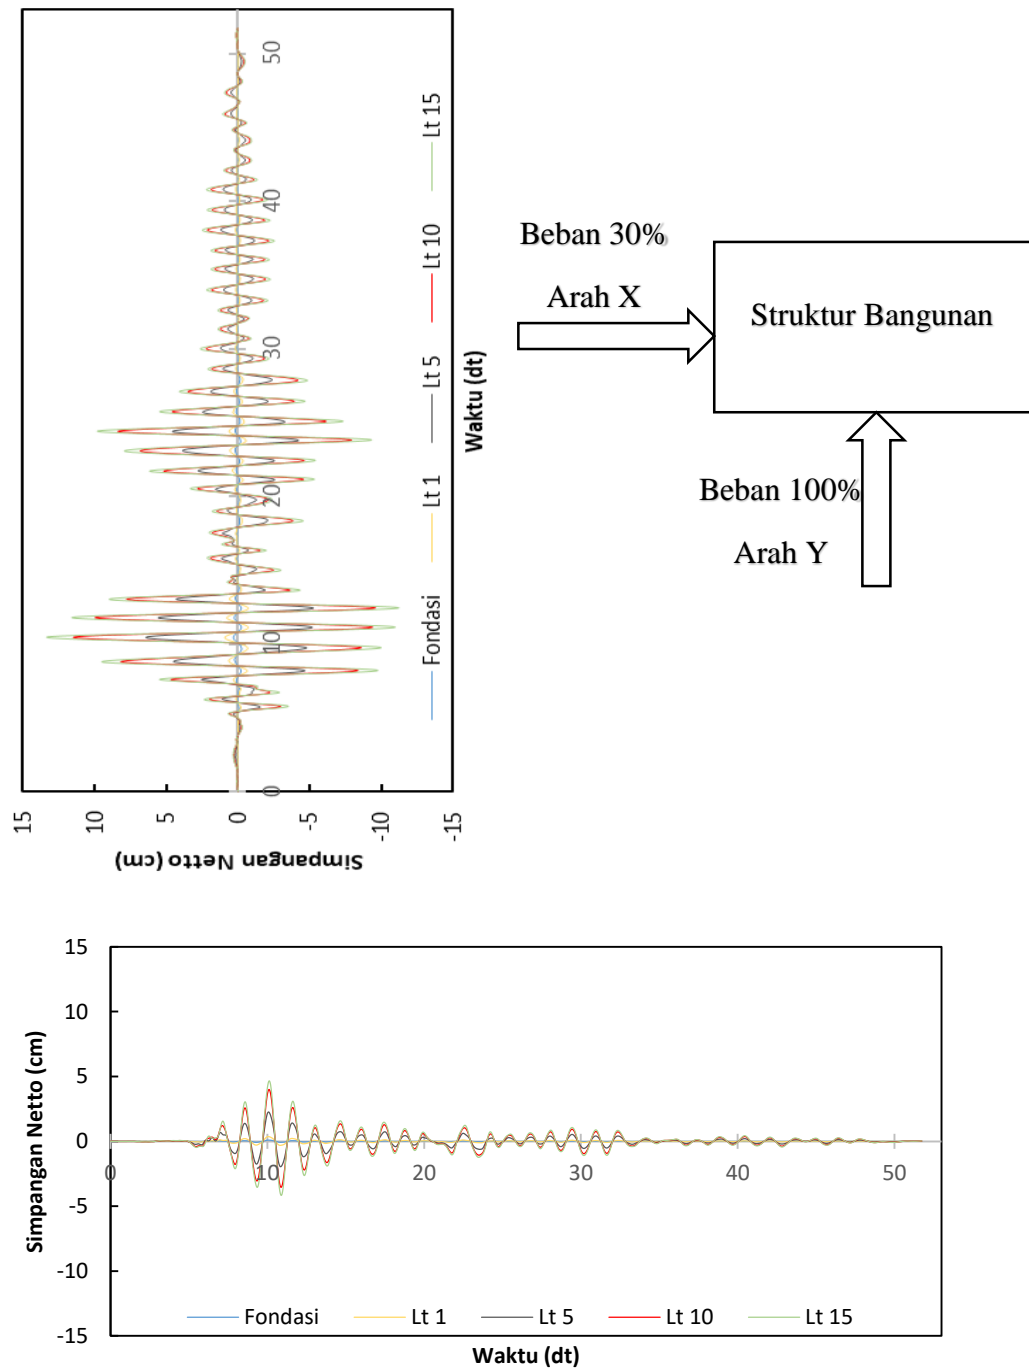 15
10
5
0
-5
-10
-15
Simpangan Netto (cm)
0
10
20
30
40
50
Waktu (dt)
Fondasi
Lt 1
Lt 5
Lt 10
Lt 15
Beban 30%
Arah X
Struktur Bangunan
Beban 100%
Arah Y
15
10
5
0
-5
-10
-15
Simpangan Netto (cm)
0 10 20 30 40 50
Fondasi Lt 1 Lt 5 Lt 10 Lt 15
Waktu (dt)